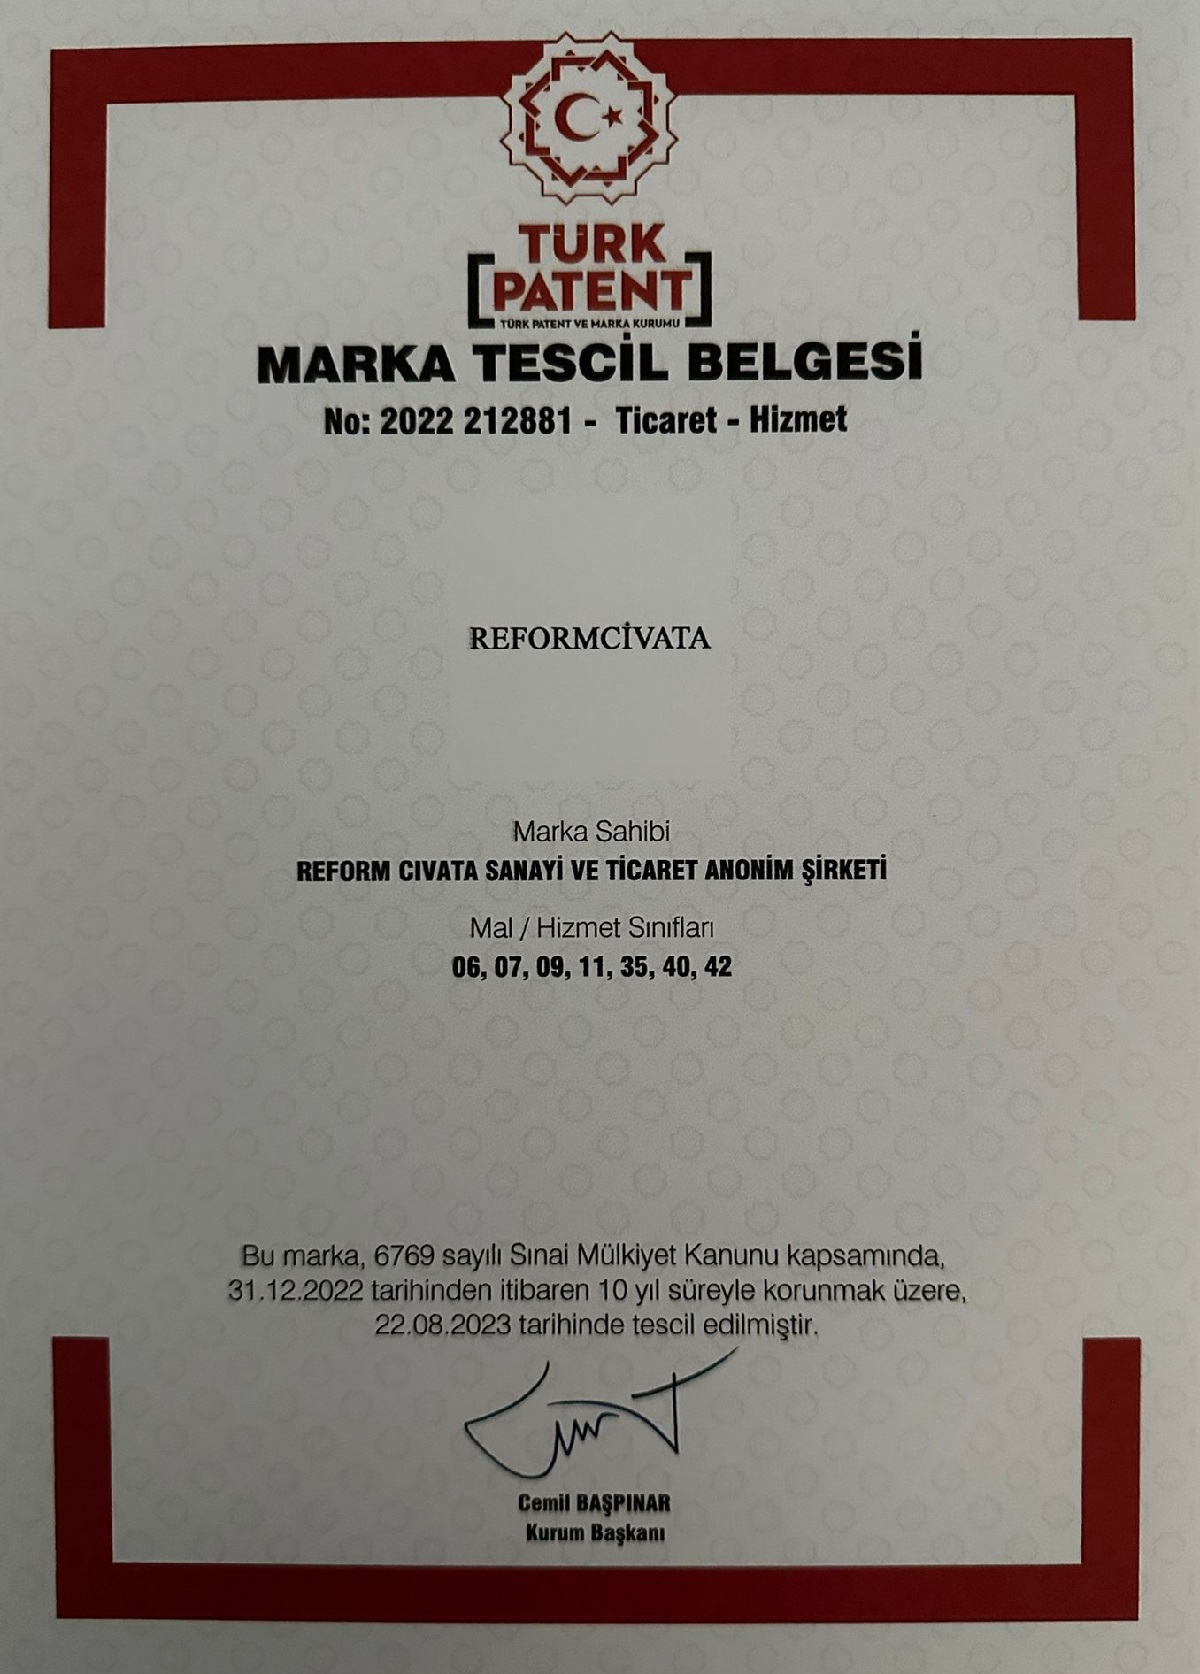 TÜRK
PATENT
TÜRK PATENT VE MARKA KURUMU
MARKA TESCİL BELGESİ
No: 2022 212881 - Ticaret - Hizmet
REFORMCİVATA
Marka Sahibi
REFORM CIVATA SANAYİ VE TİCARET ANONİM ŞİRKETİ
Mal / Hizmet Sınıfları
06, 07, 09, 11, 35, 40, 42
Bu marka, 6769 sayılı Sınai Mülkiyet Kanunu kapsamında,
31.12.2022 tarihinden itibaren 10 yıl süreyle korunmak üzere,
22.08.2023 tarihinde tescil edilmiştir.
Cemil BAŞPINAR
Kurum Başkanı